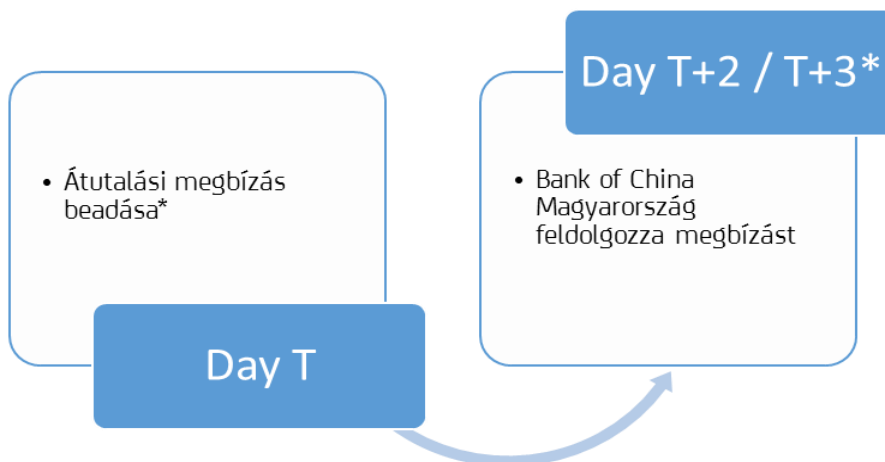 • Átutalási megbízás
beadása*
Day T
Day T+2 / T+3*
• Bank of China
Magyarország
feldolgozza megbízást